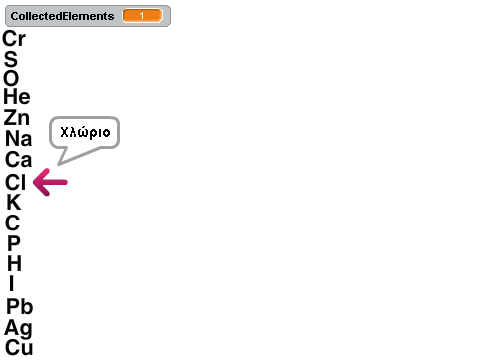 CollectedElements 1
Cr
S
O
He
Zn
Na
Χλώριο
Ca
Cl
K
C
P
H
I
Pb
Ag
Cu